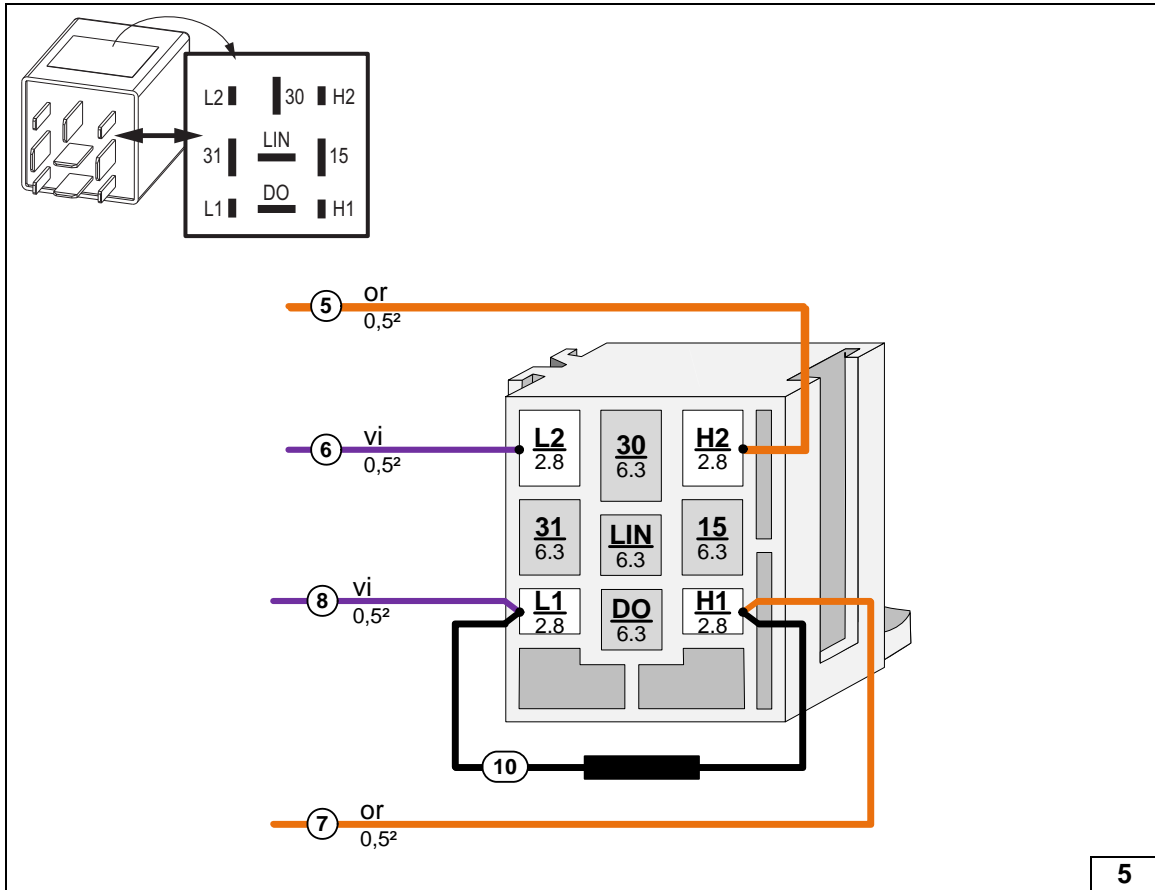 L2 30 H2
31 LIN 15
L1 DO H1
5 or
0,5²
6 vi
0,5²
L2
2.8
30
6.3
H2
2.8
31
6.3
LIN
6.3
15
6.3
8 vi
0,5²
L1
2.8
DO
6.3
H1
2.8
10
7 or
0,5²
5